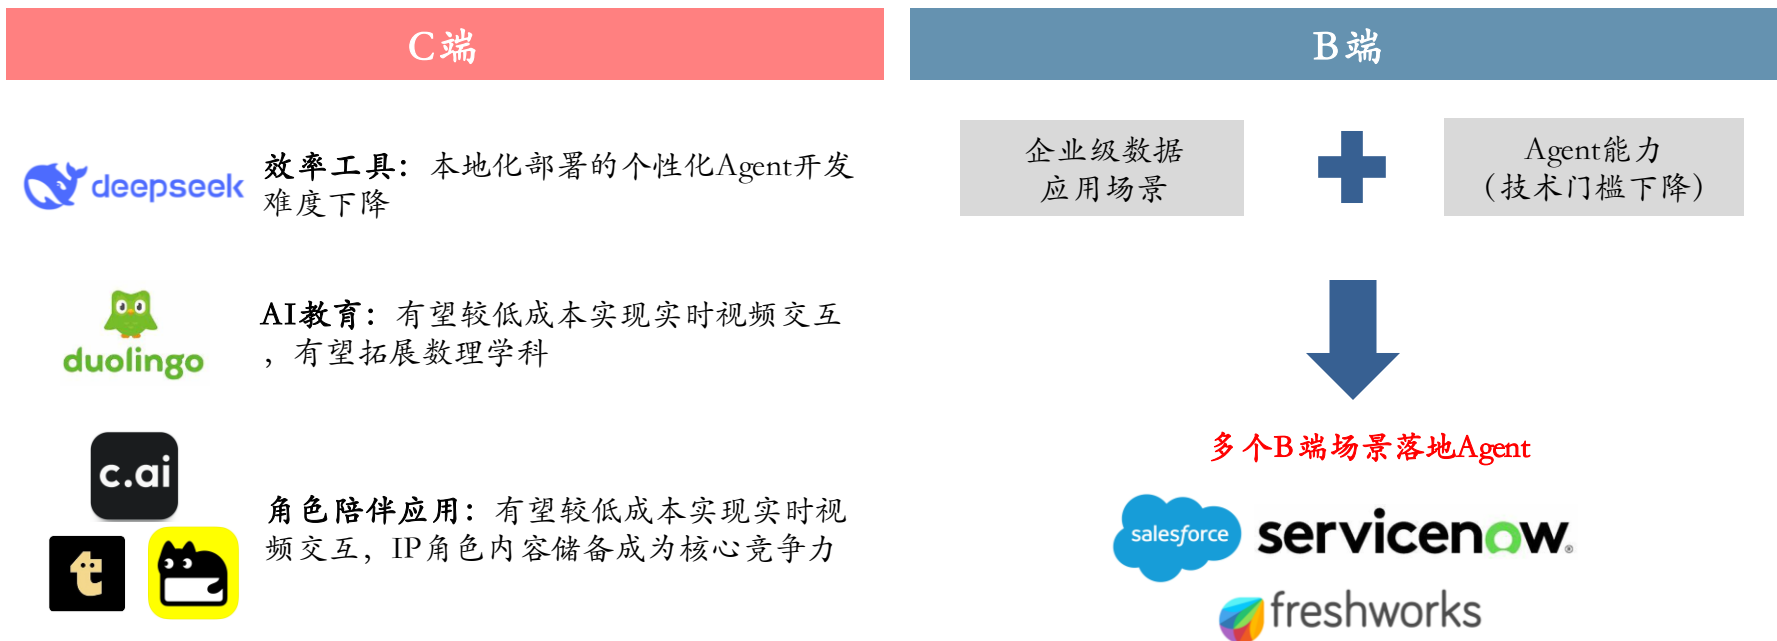 C端
deepseek
效率工具：本地化部署的个性化Agent开发
难度下降
duolingo
AI教育：有望较低成本实现实时视频交互
，有望拓展数理学科
c.ai
t
角色陪伴应用：有望较低成本实现实时视
频交互，IP角色内容储备成为核心竞争力
B端
企业级数据
应用场景
Agent能力
（技术门槛下降）
多个B端场景落地Agent
salesforce
servicenow
freshworks